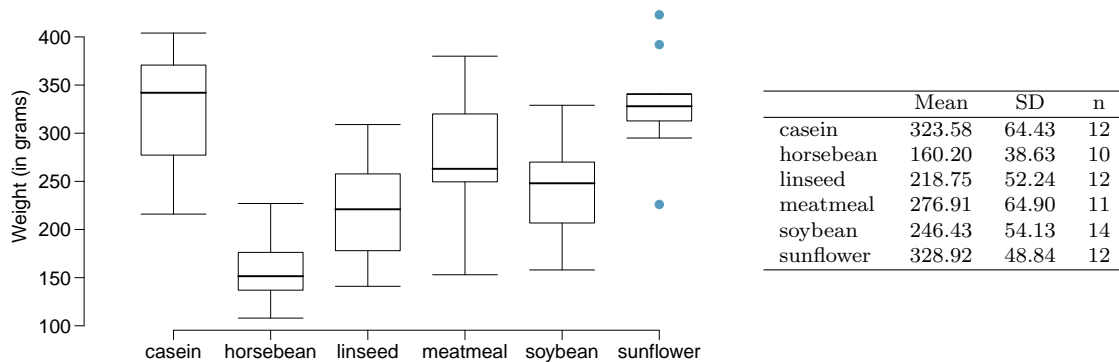 Weight (in grams)
400
350
300
250
200
150
100
casein horsebean linseed meatmeal soybean sunflower
Mean SD n
casein 323.58 64.43 12
horsebean 160.20 38.63 10
linseed 218.75 52.24 12
meatmeal 276.91 64.90 11
soybean 246.43 54.13 14
sunflower 328.92 48.84 12